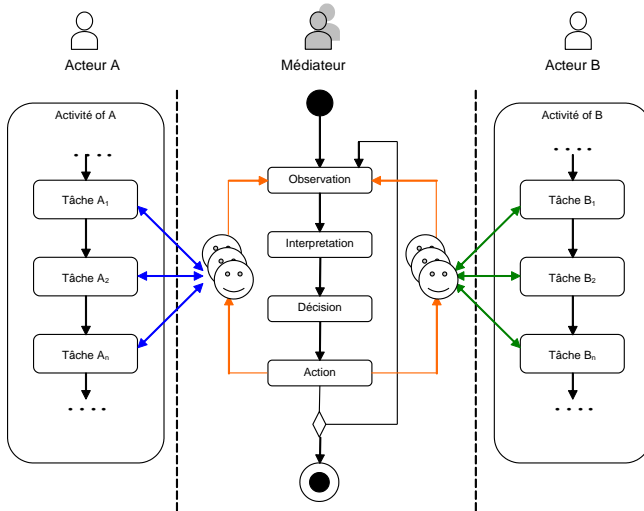 Acteur A
Médiateur
Acteur B
Activité of A
Activité of B
. . . .
. . . .
Observation
Tâche A₁
Tâche B₁
Interpretation
Tâche A₂
Tâche B₂
Décision
Tâche Aₙ
Tâche Bₙ
Action
. . . .
. . . .